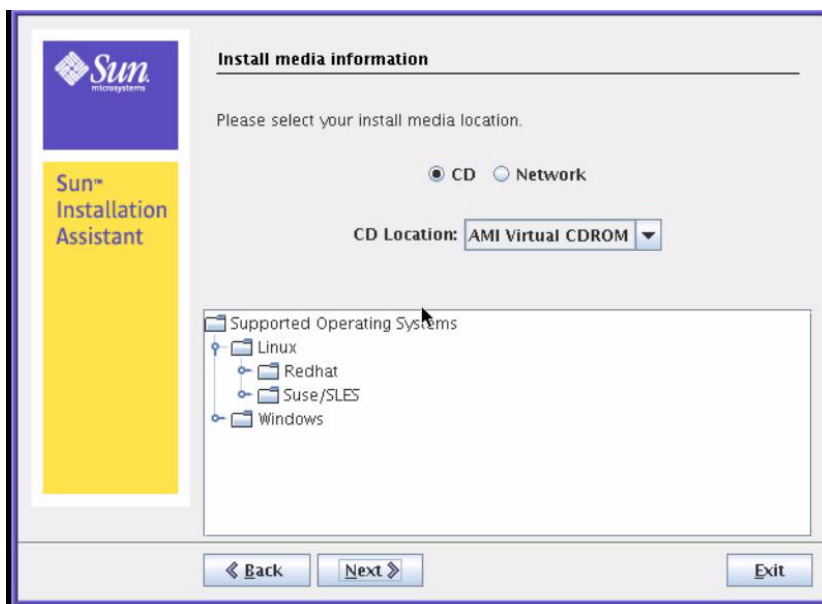 Sun
microsystems
Sun™
Installation
Assistant
Install media information
Please select your install media location.
CD Network
CD Location: AMI Virtual CDROM
Supported Operating Systems
Linux
Redhat
Suse/SLES
Windows
Back Next Exit